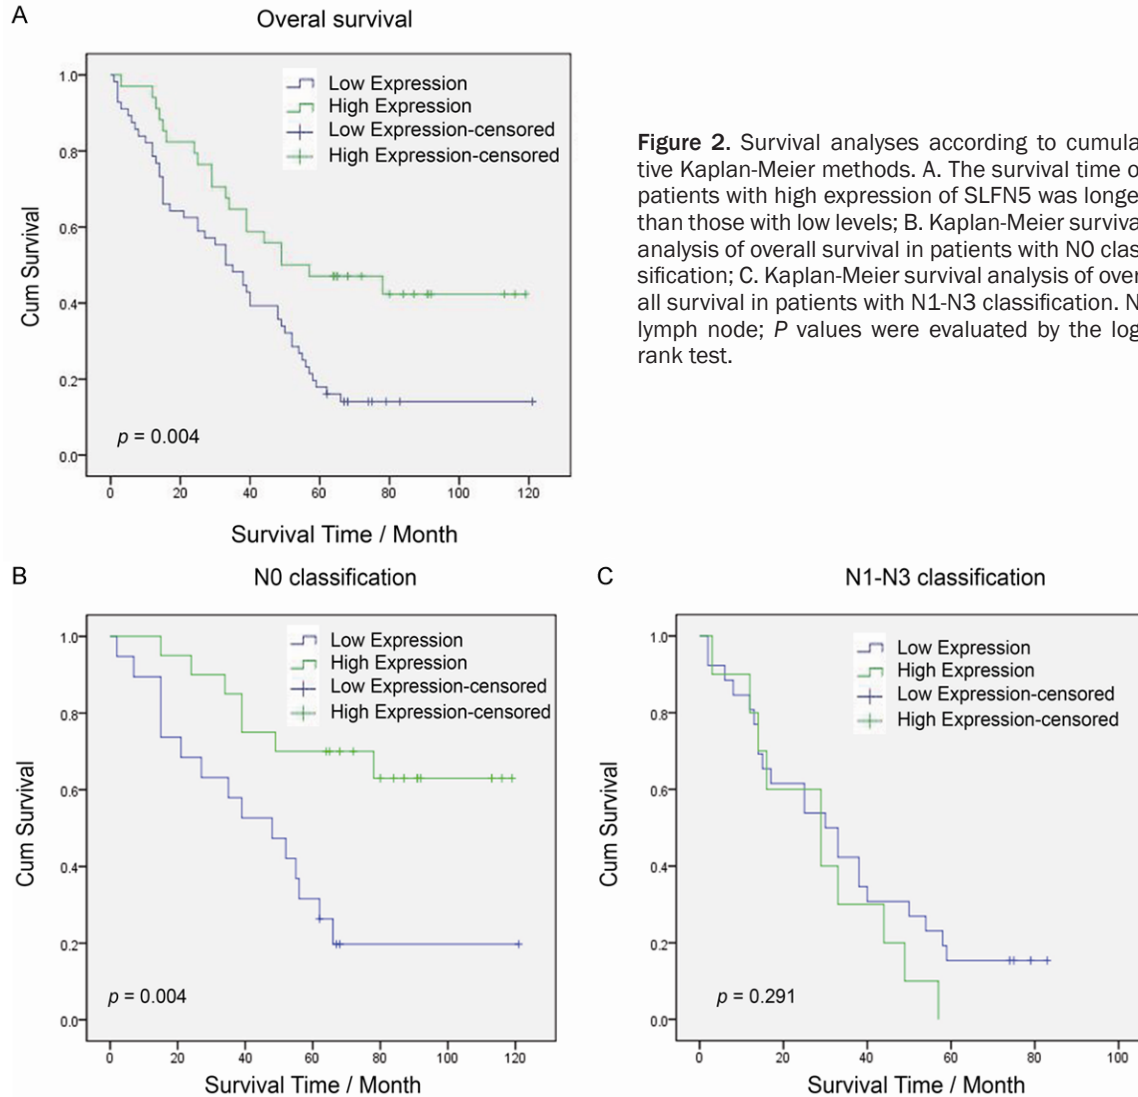 A
Overal survival
Low Expression
High Expression
Low Expression-censored
High Expression-censored
1.0
0.8
0.6
0.4
0.2
0.0
Cum Survival
p = 0.004
0 20 40 60 80 100 120
Survival Time / Month
Figure 2. Survival analyses according to cumula
tive Kaplan-Meier methods. A. The survival time o
patients with high expression of SLFN5 was longe
than those with low levels; B. Kaplan-Meier surviva
analysis of overall survival in patients with N0 clas
sification; C. Kaplan-Meier survival analysis of over
all survival in patients with N1-N3 classification. N
lymph node; P values were evaluated by the log
rank test.
B
N0 classification
Low Expression
High Expression
Low Expression-censored
High Expression-censored
1.0
0.8
0.6
0.4
0.2
0.0
Cum Survival
p = 0.004
0 20 40 60 80 100 120
Survival Time / Month
C
N1-N3 classification
Low Expression
High Expression
Low Expression-censored
High Expression-censored
1.0
0.8
0.6
0.4
0.2
0.0
Cum Survival
p = 0.291
0 20 40 60 80 100
Survival Time / Month